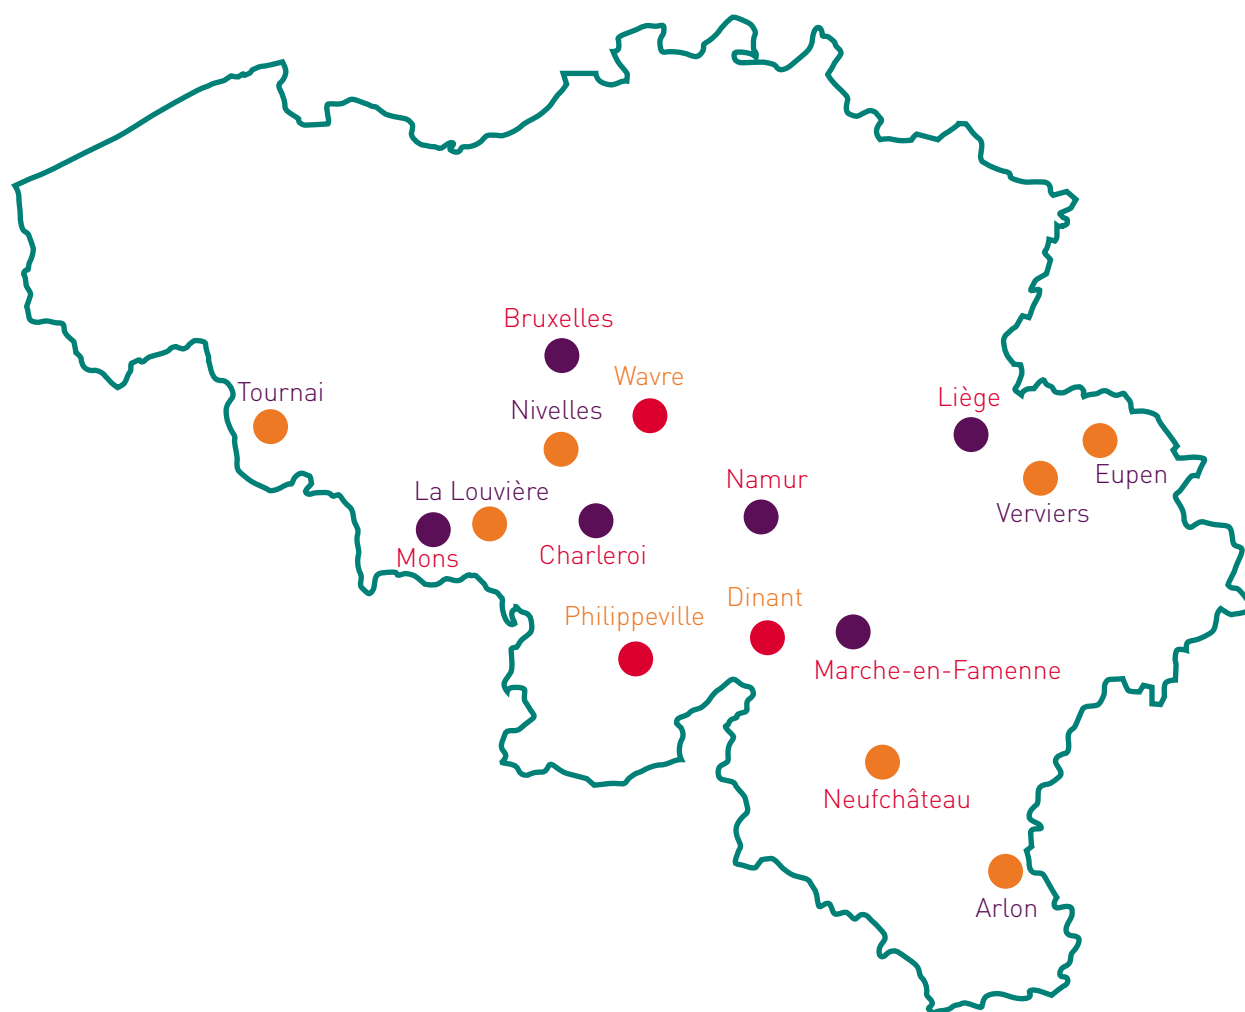 Bruxelles
Wavre
Tournai
Liège
Nivelles
Eupen
Namur
La Louvière
Verviers
Charleroi
Mons
Dinant
Philippeville
Marche-en-Famenne
Neufchâteau
Arlon